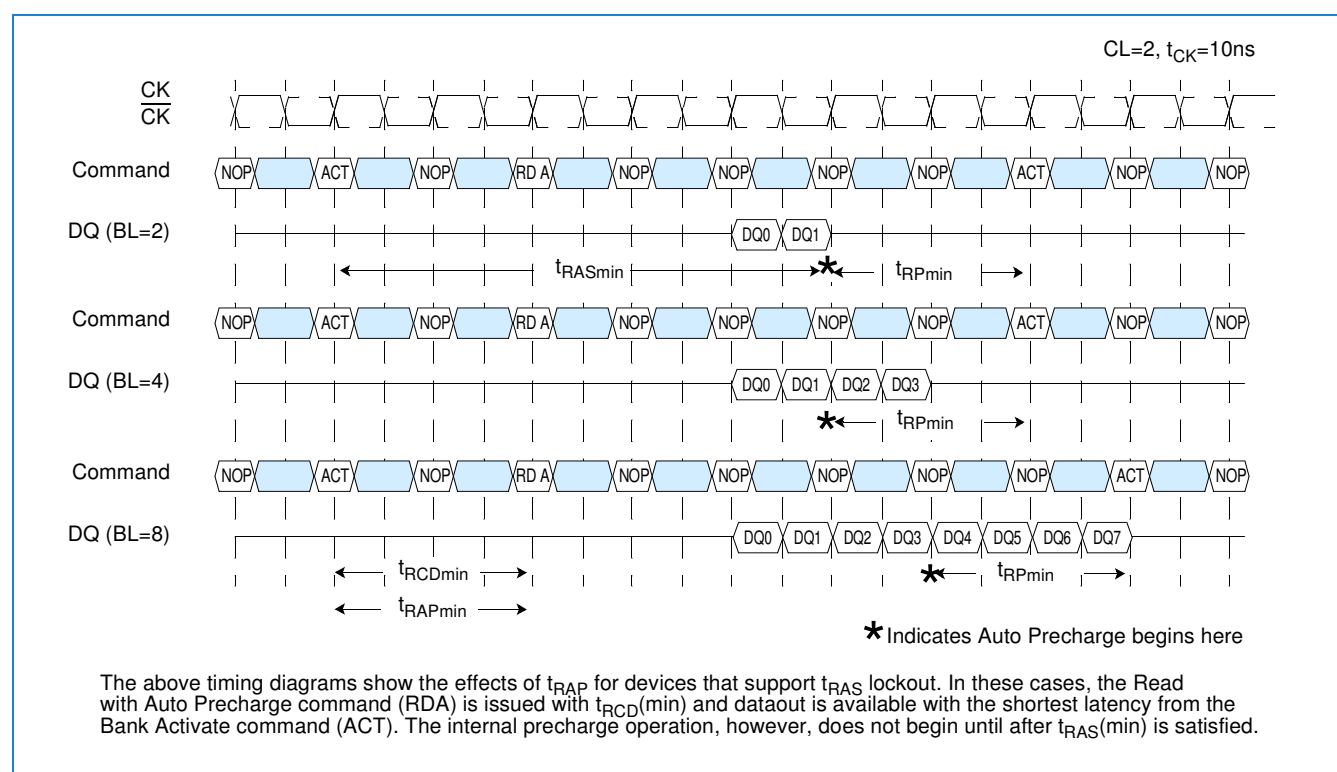 CL=2, tCK=10ns
CK
CK
Command NOP ACT NOP RD A NOP NOP NOP NOP ACT NOP NOP
DQ (BL=2) DQ0 DQ1
tRASmin * tRPmin
Command NOP ACT NOP RD A NOP NOP NOP NOP ACT NOP NOP
DQ (BL=4) DQ0 DQ1 DQ2 DQ3
* tRPmin
Command NOP ACT NOP RD A NOP NOP NOP NOP NOP ACT NOP
DQ (BL=8) DQ0 DQ1 DQ2 DQ3 DQ4 DQ5 DQ6 DQ7
tRCDmin * tRPmin
tRAPmin
* Indicates Auto Precharge begins here
The above timing diagrams show the effects of tRAP for devices that support tRAS lockout. In these cases, the Read
with Auto Precharge command (RDA) is issued with tRCD(min) and dataout is available with the shortest latency from the
Bank Activate command (ACT). The internal precharge operation, however, does not begin until after tRAS(min) is satisfied.